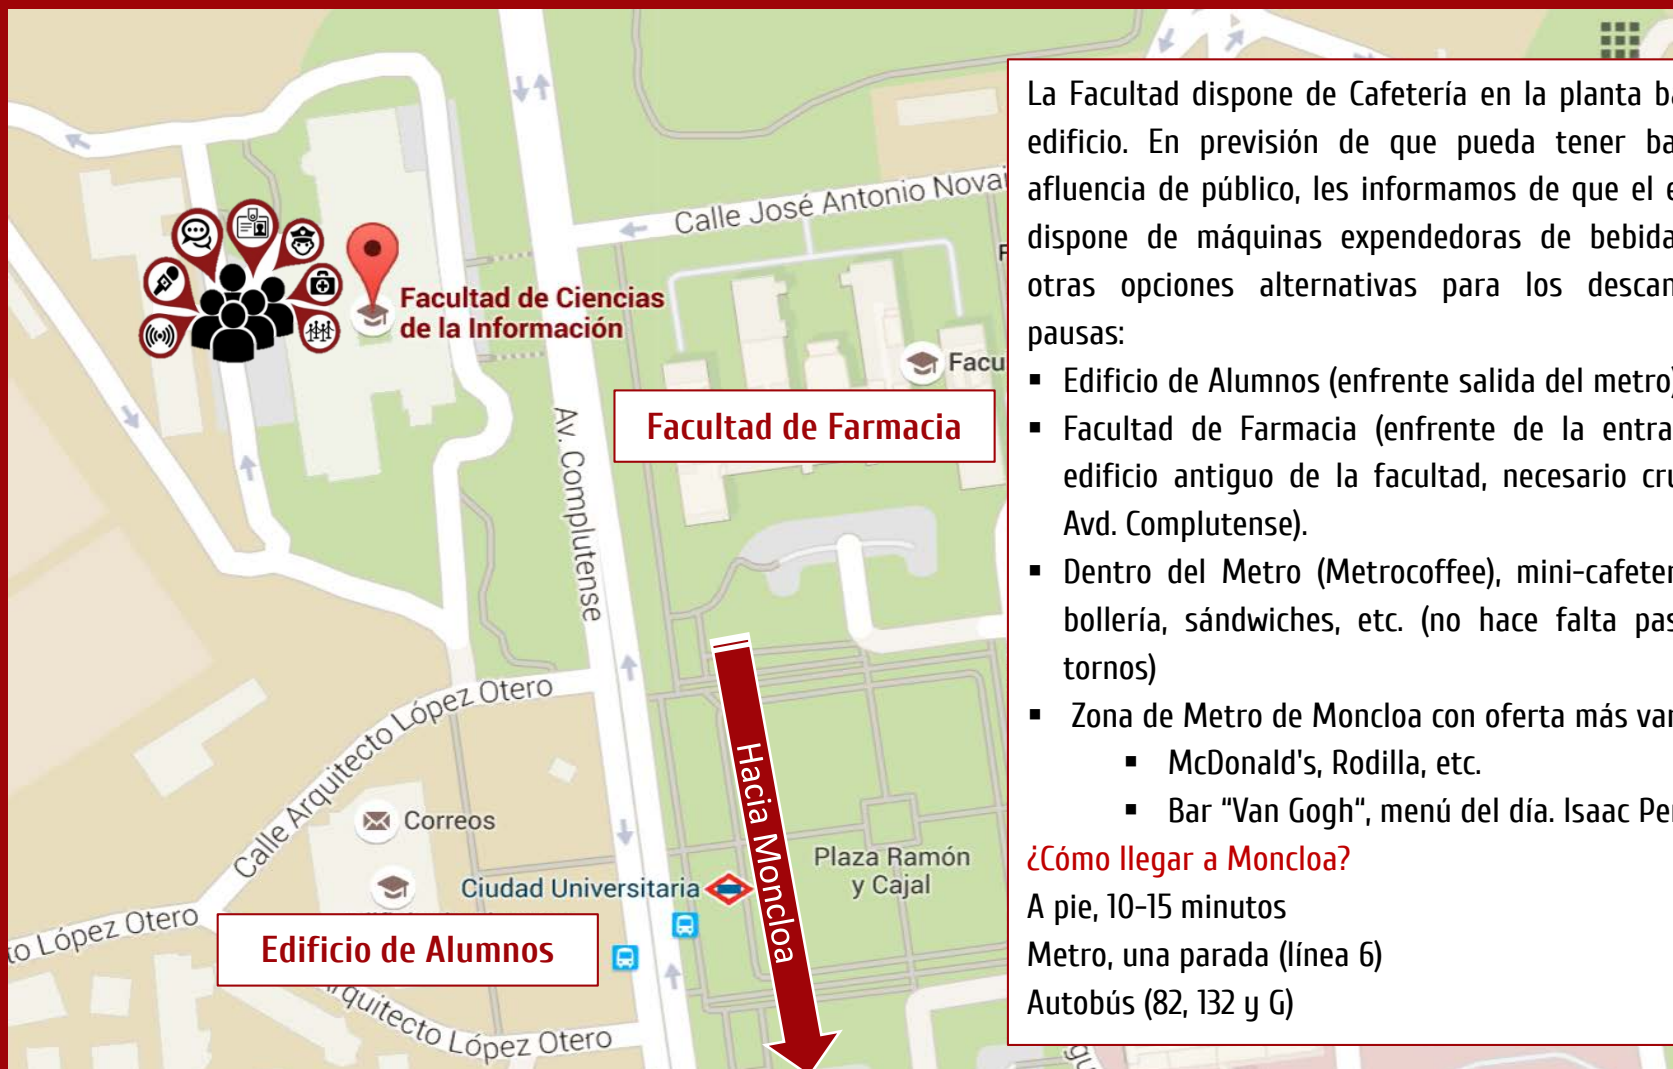 Calle José Antonio Novai
Facultad de Ciencias
de la Información
Facu
Facultad de Farmacia
Av. Complutense
Calle Arquitecto López Otero
Hacia Moncloa
Correos
Plaza Ramón
y Cajal
Ciudad Universitaria
to López Otero
Edificio de Alumnos
Arquitecto López Otero
La Facultad dispone de Cafetería en la planta ba
edificio. En previsión de que pueda tener ba
afluencia de público, les informamos de que el e
dispone de máquinas expendedoras de bebida
otras opciones alternativas para los descan
pausas:
▪ Edificio de Alumnos (enfrente salida del metro)
▪ Facultad de Farmacia (enfrente de la entra
edificio antiguo de la facultad, necesario cru
Avd. Complutense).
▪ Dentro del Metro (Metrocoffee), mini-cafeter
bollería, sándwiches, etc. (no hace falta pas
tornos)
▪ Zona de Metro de Moncloa con oferta más var
▪ McDonald's, Rodilla, etc.
▪ Bar “Van Gogh“, menú del día. Isaac Per
¿Cómo llegar a Moncloa?
A pie, 10-15 minutos
Metro, una parada (línea 6)
Autobús (82, 132 y G)